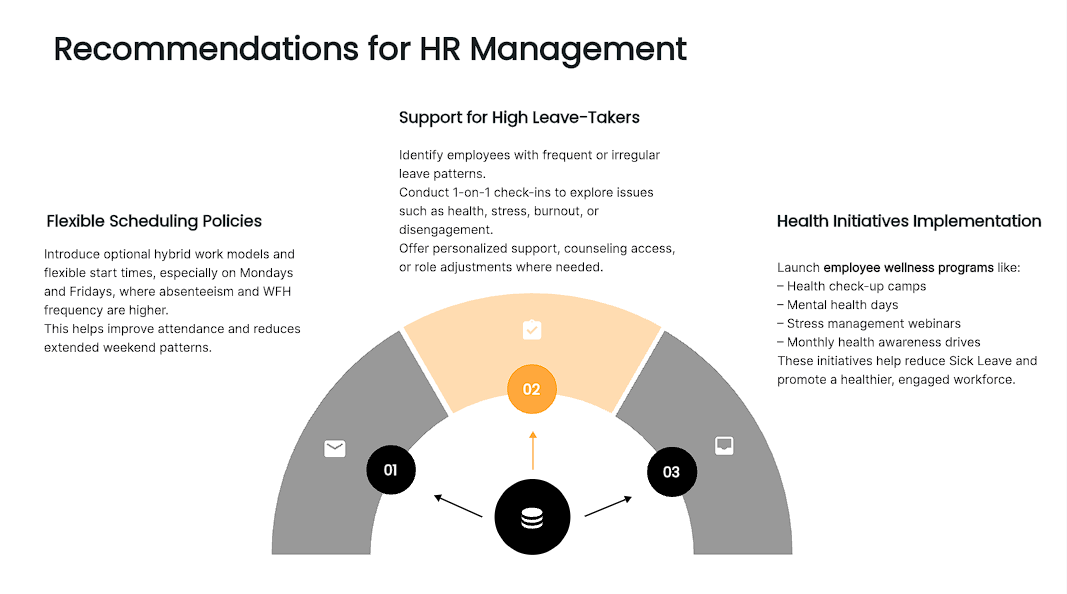 Recommendations for HR Management
Support for High Leave-Takers
Identify employees with frequent or irregular
leave patterns.
Conduct 1-on-1 check-ins to explore issues
such as health, stress, burnout, or
disengagement.
Offer personalized support, counseling access,
or role adjustments where needed.
Flexible Scheduling Policies
Introduce optional hybrid work models and
flexible start times, especially on Mondays
and Fridays, where absenteeism and WFH
frequency are higher.
This helps improve attendance and reduces
extended weekend patterns.
Health Initiatives Implementation
Launch employee wellness programs like:
– Health check-up camps
– Mental health days
– Stress management webinars
– Monthly health awareness drives
These initiatives help reduce Sick Leave and
promote a healthier, engaged workforce.
02
01
03